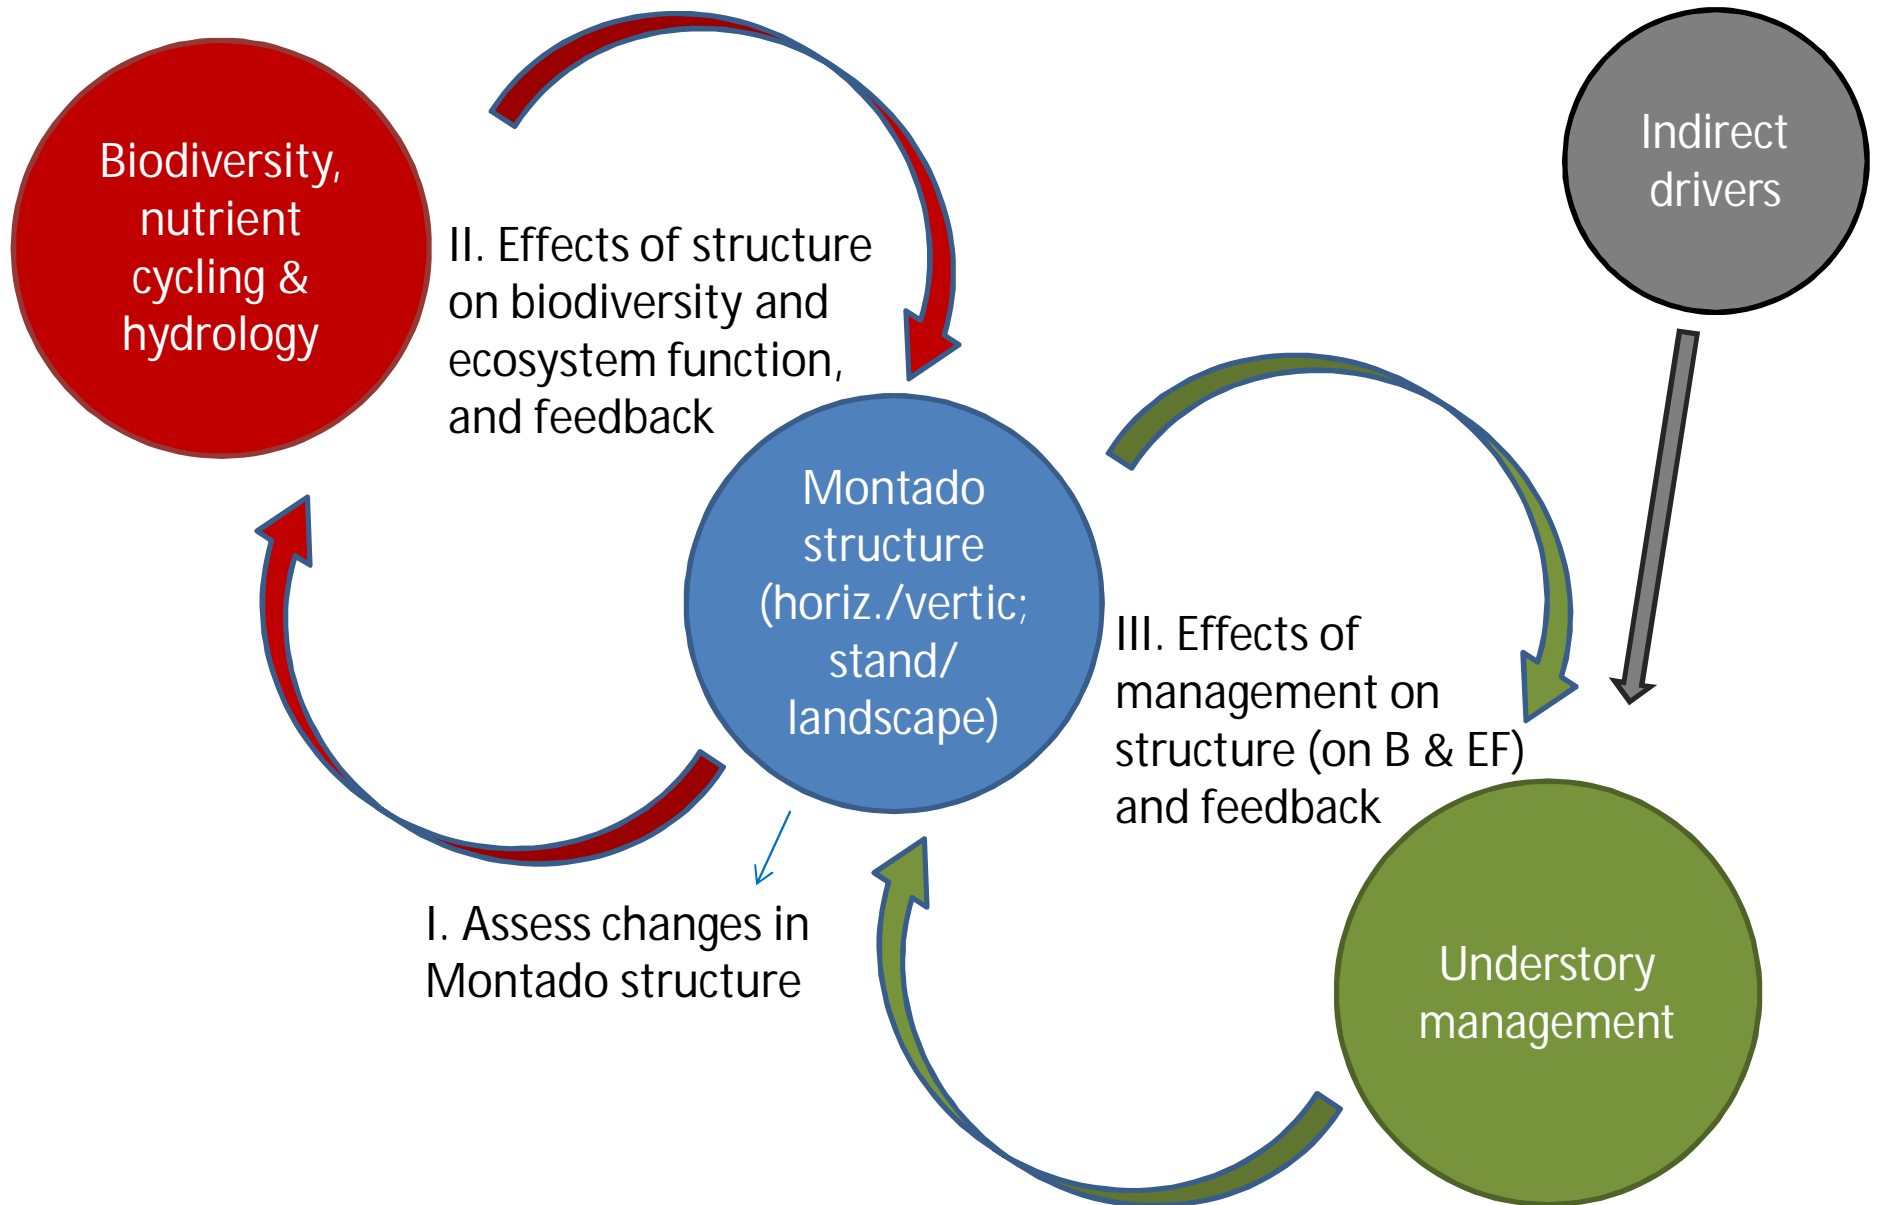 Biodiversity,
nutrient
cycling &
hydrology
II. Effects of structure
on biodiversity and
ecosystem function,
and feedback
Indirect
drivers
Montado
structure
(horiz./vertic;
stand/
landscape)
III. Effects of
management on
structure (on B & EF)
and feedback
I. Assess changes in
Montado structure
Understory
management